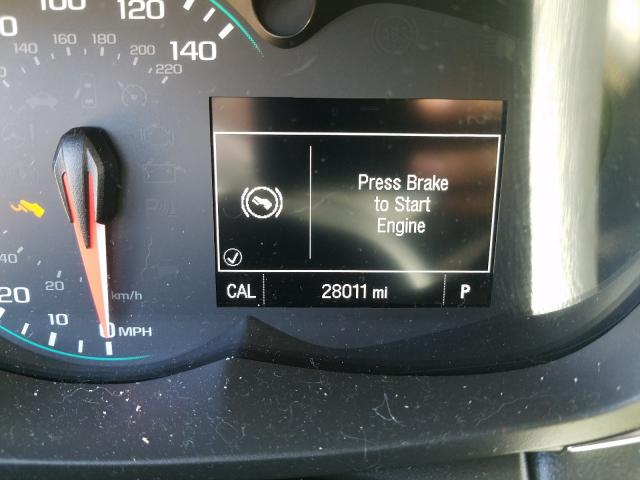 100 120
140
140 160 180 200 220
Press Brake
to Start
Engine
40 20
20 10 0 MPH
km/h
CAL 28011 mi P